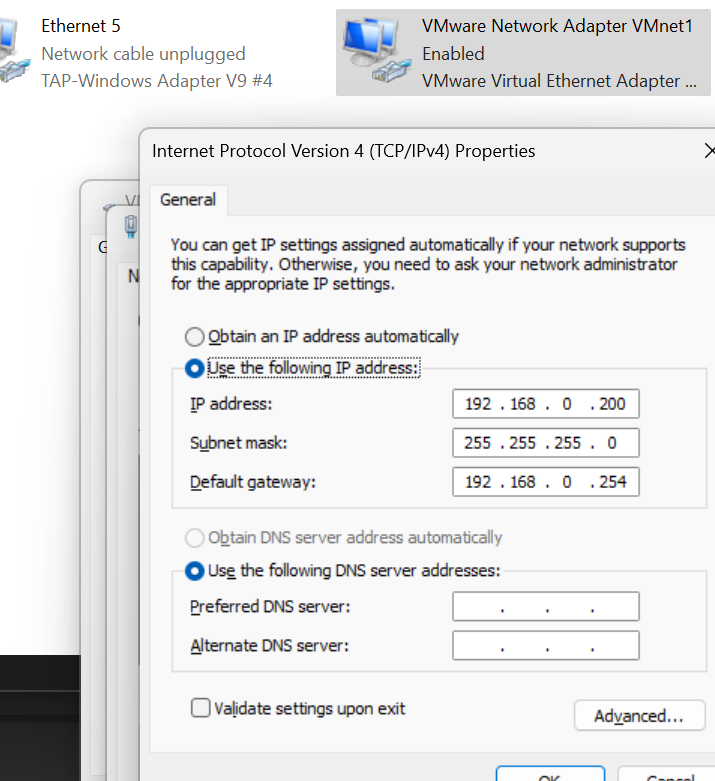 Ethernet 5
Network cable unplugged
TAP-Windows Adapter V9 #4
VMware Network Adapter VMnet1
Enabled
VMware Virtual Ethernet Adapter ...
Internet Protocol Version 4 (TCP/IPv4) Properties
General
You can get IP settings assigned automatically if your network supports
this capability. Otherwise, you need to ask your network administrator
for the appropriate IP settings.
Obtain an IP address automatically
Use the following IP address:
IP address: 192 . 168 . 0 . 200
Subnet mask: 255 . 255 . 255 . 0
Default gateway: 192 . 168 . 0 . 254
Obtain DNS server address automatically
Use the following DNS server addresses:
Preferred DNS server: . . .
Alternate DNS server: . . .
Validate settings upon exit
Advanced...
OK
Cancel